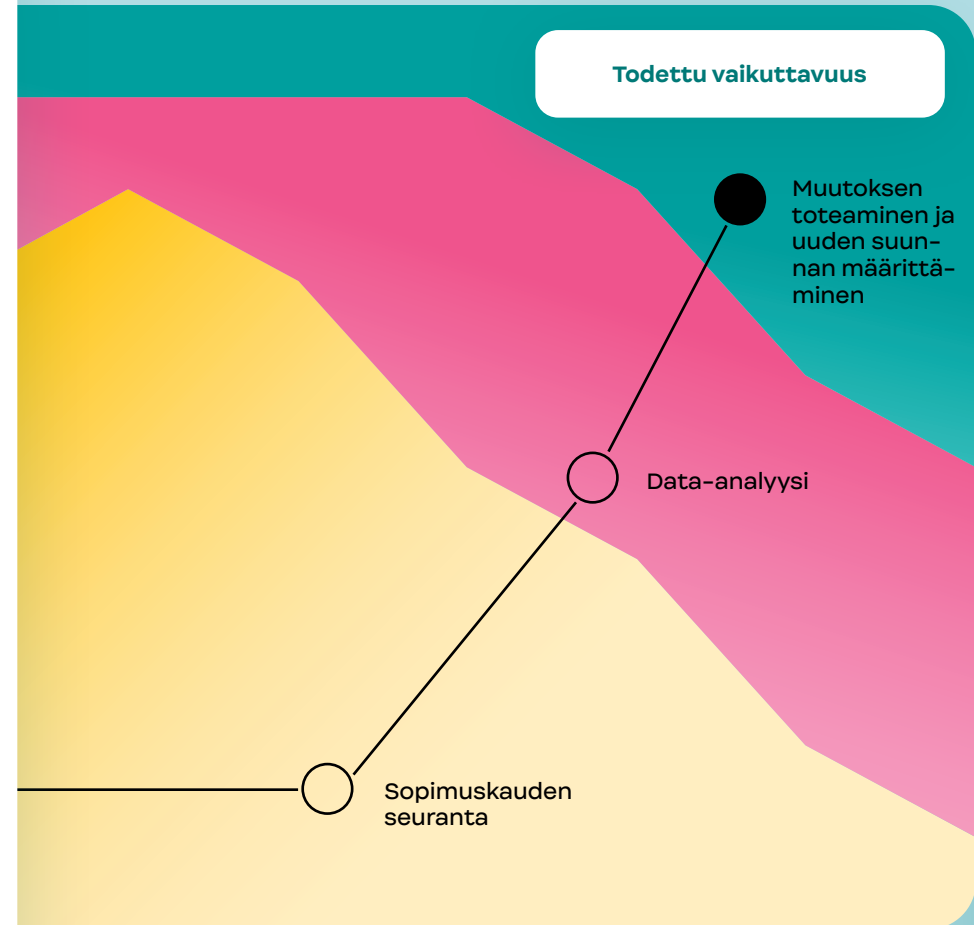 Todettu vaikuttavuus
Muutoksen
toteaminen ja
uuden suun-
nan määrittä-
minen
Data-analyysi
Sopimuskauden
seuranta